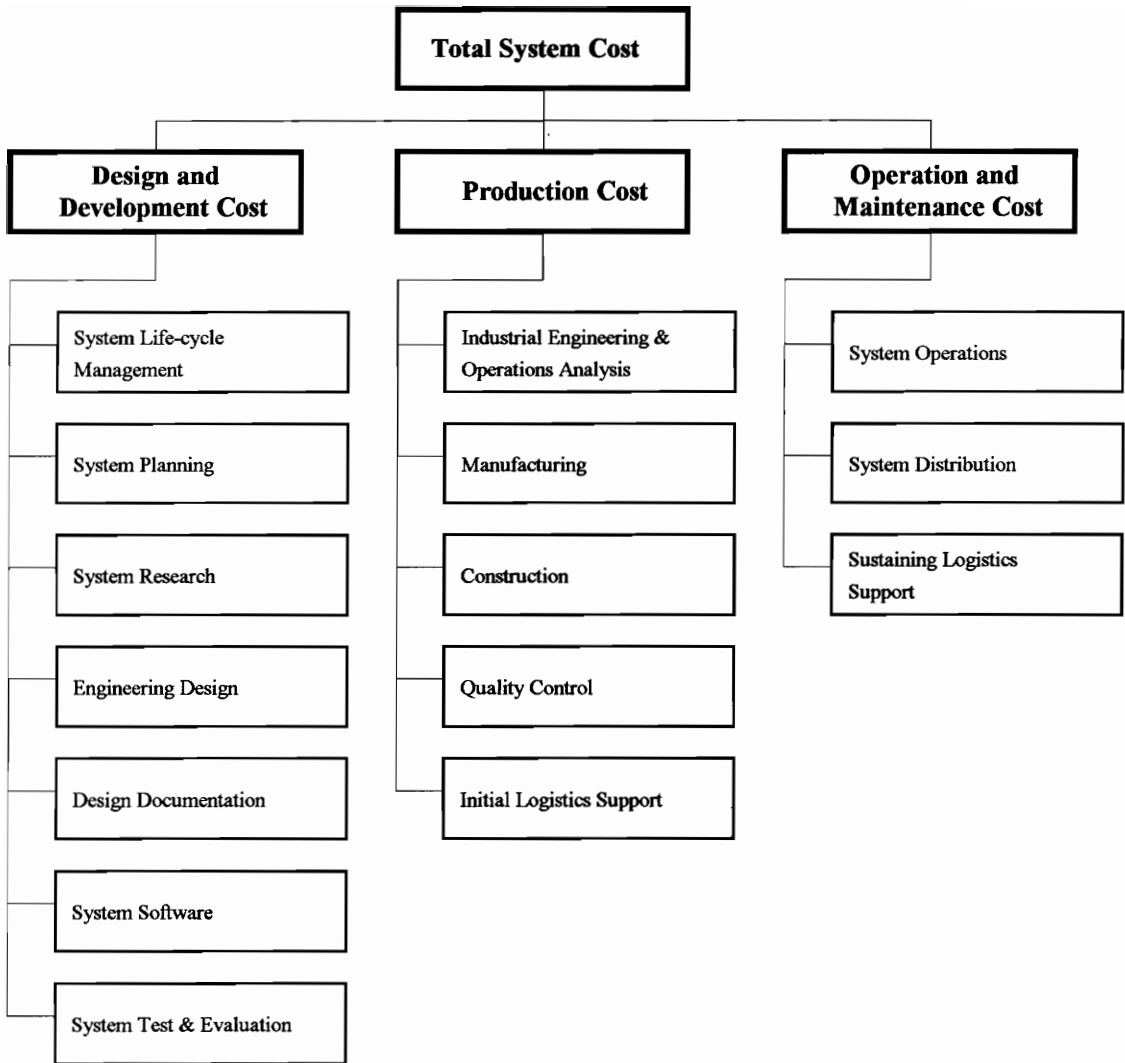 Total System Cost
Design and
Development Cost
Production Cost
Operation and
Maintenance Cost
System Life-cycle
Management
System Planning
System Research
Engineering Design
Design Documentation
System Software
System Test & Evaluation
Industrial Engineering &
Operations Analysis
Manufacturing
Construction
Quality Control
Initial Logistics Support
System Operations
System Distribution
Sustaining Logistics
Support